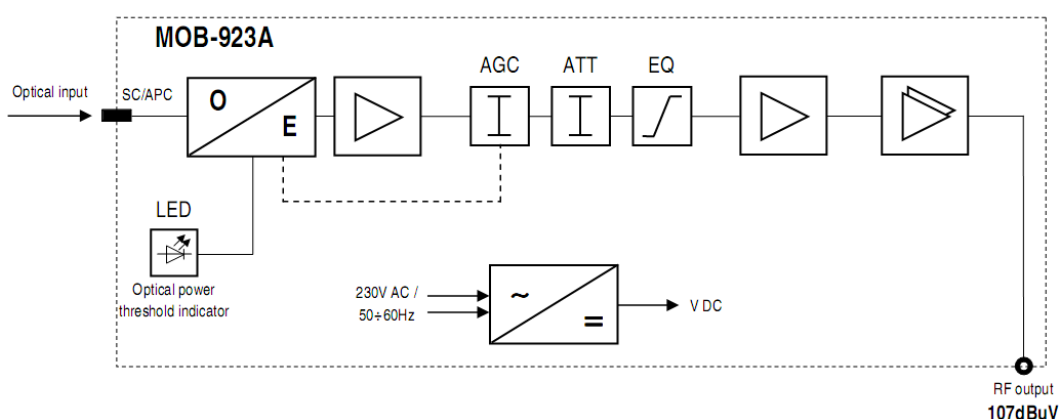 MOB-923A
Optical input
SC/APC
O
E
AGC
ATT
EQ
LED
Optical power
threshold indicator
230V AC /
50÷60Hz
~
=
V DC
RF output
107dBuV